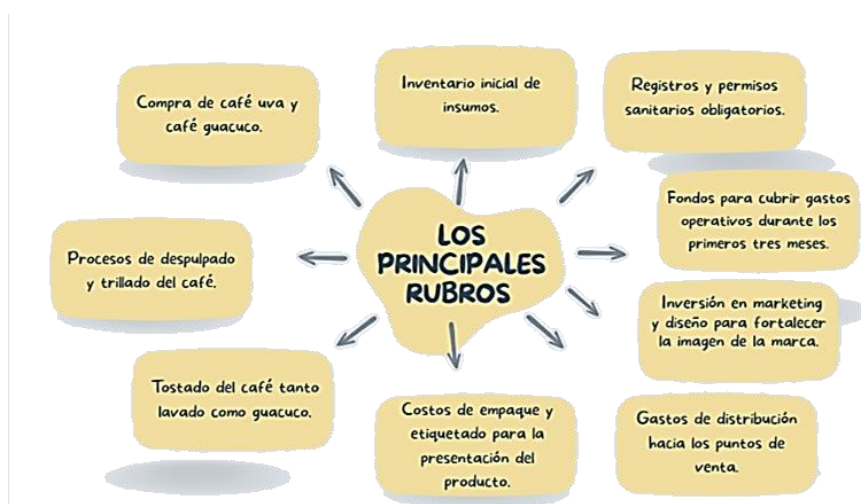 LOS
PRINCIPALES
RUBROS
Compra de café uva y
café guacuco.
Inventario inicial de
insumos.
Registros y permisos
sanitarios obligatorios.
Fondos para cubrir gastos
operativos durante los
primeros tres meses.
Inversión en marketing
y diseño para fortalecer
la imagen de la marca.
Gastos de distribución
hacia los puntos de
venta.
Costos de empaque y
etiquetado para la
presentación del
producto.
Tostado del café tanto
lavado como guacuco.
Procesos de despulpado
y trillado del café.